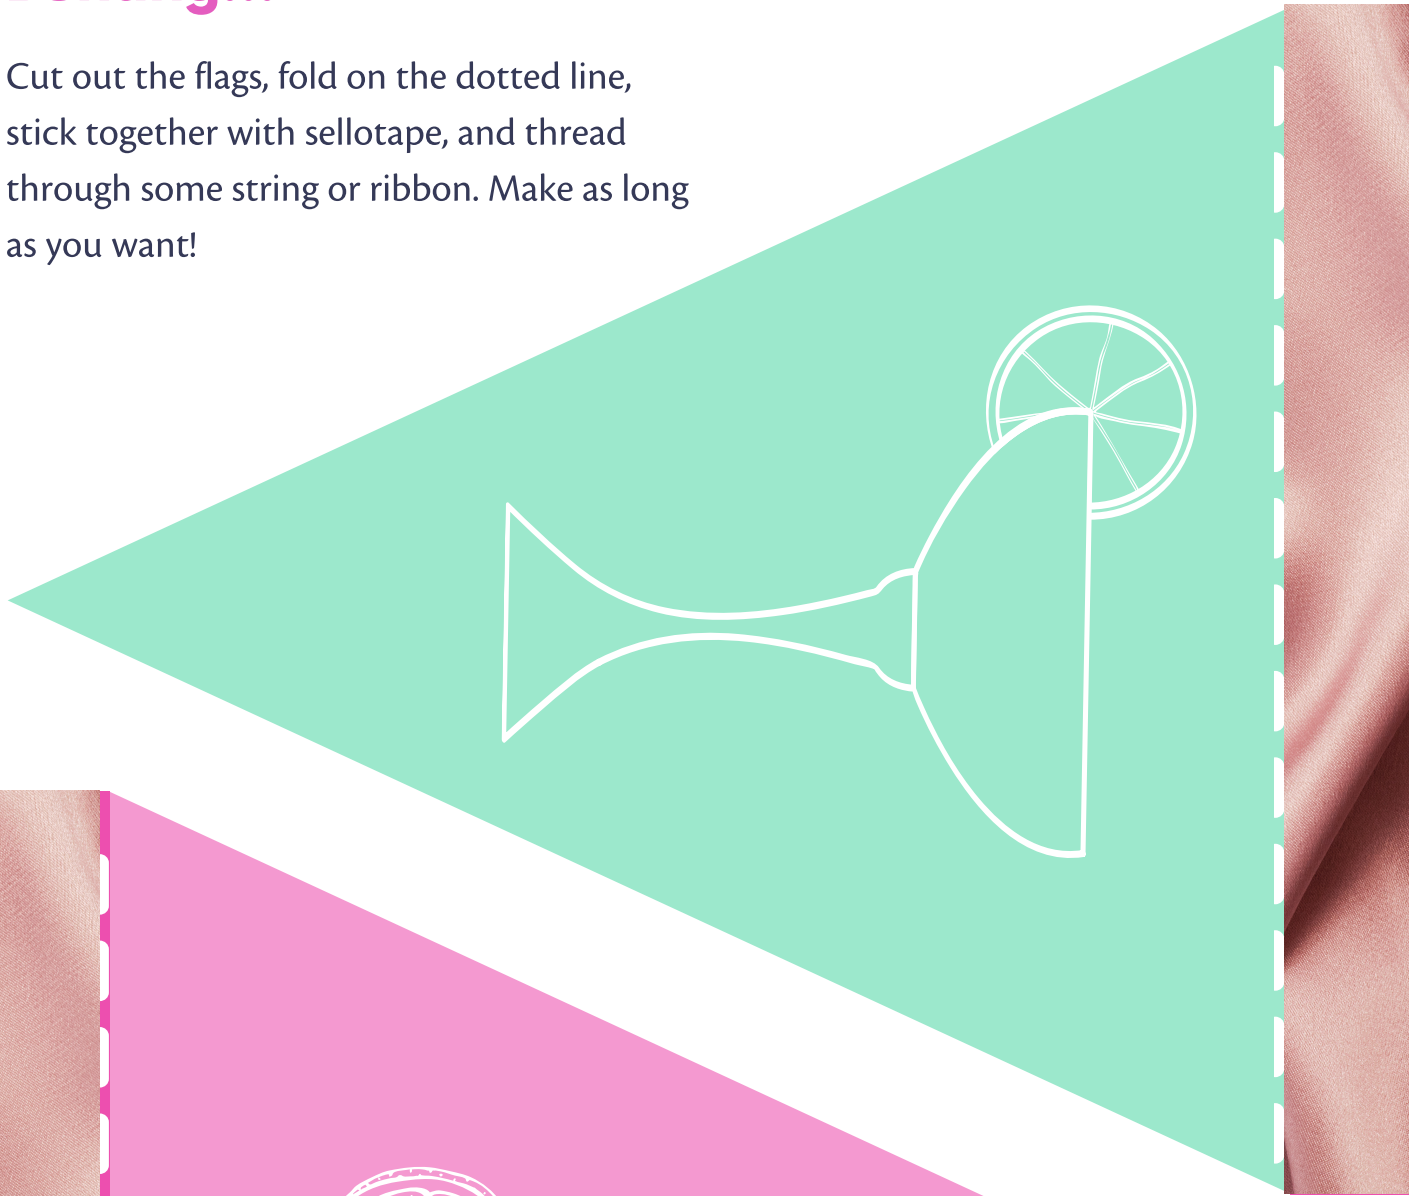 Cut out the flags, fold on the dotted line,
stick together with sellotape, and thread
through some string or ribbon. Make as long
as you want!